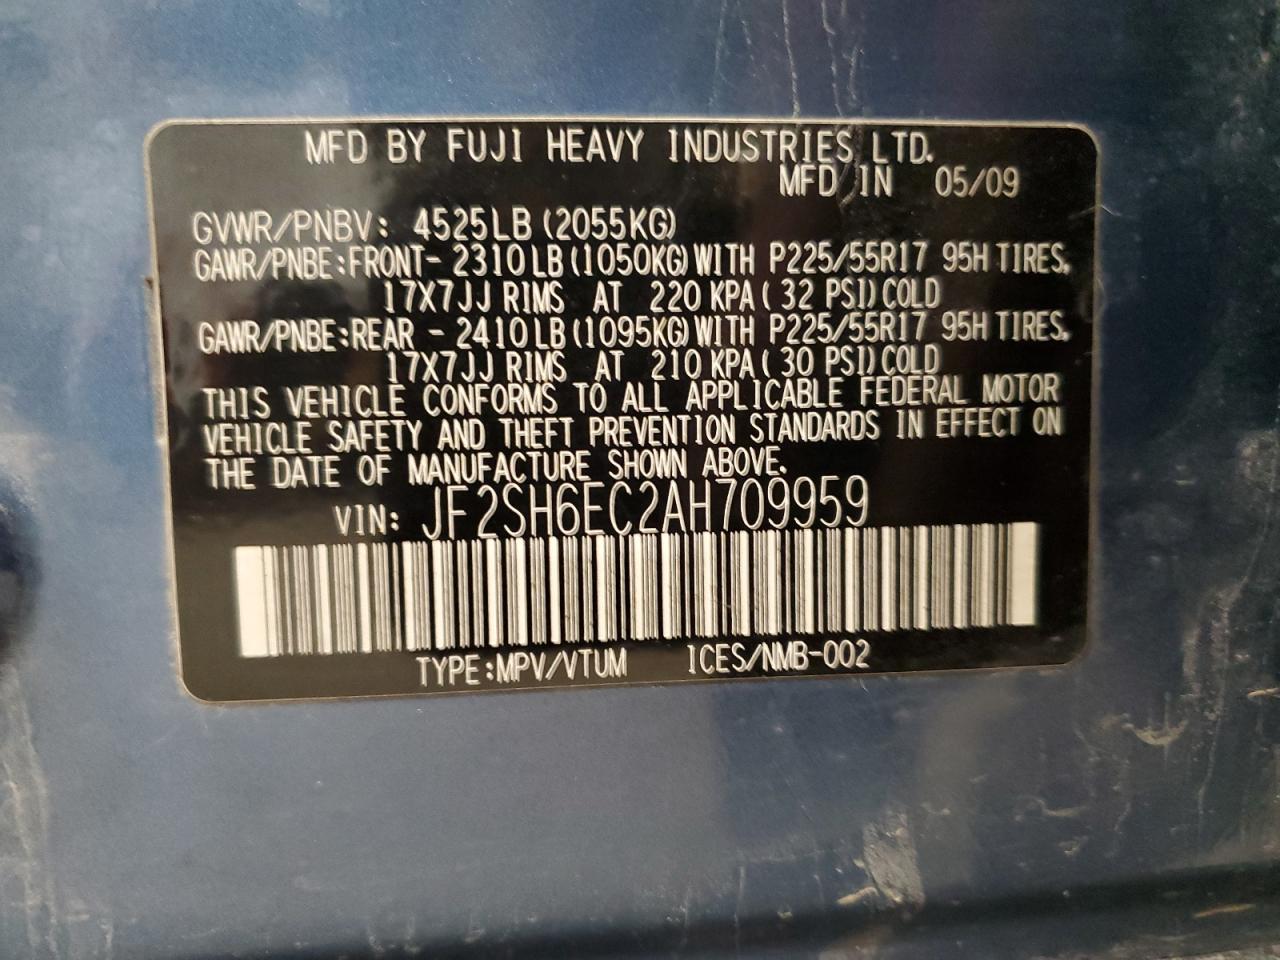 MFD BY FUJI HEAVY INDUSTRIES LTD.
MFD IN 05/09
GVWR/PNBV: 4525LB (2055KG)
GAWR/PNBE:FRONT- 2310LB (1050KG) WITH P225/55R17 95H TIRES,
17X7JJ RIMS AT 220 KPA ( 32 PSI) COLD
GAWR/PNBE:REAR - 2410LB (1095KG) WITH P225/55R17 95H TIRES.
17X7JJ RIMS AT 210 KPA ( 30 PSI) COLD
THIS VEHICLE CONFORMS TO ALL APPLICABLE FEDERAL MOTOR
VEHICLE SAFETY AND THEFT PREVENTION STANDARDS IN EFFECT ON
THE DATE OF MANUFACTURE SHOWN ABOVE.
VIN: JF2SH6EC2AH709959
TYPE:MPV/VTUM ICES/NMB-002